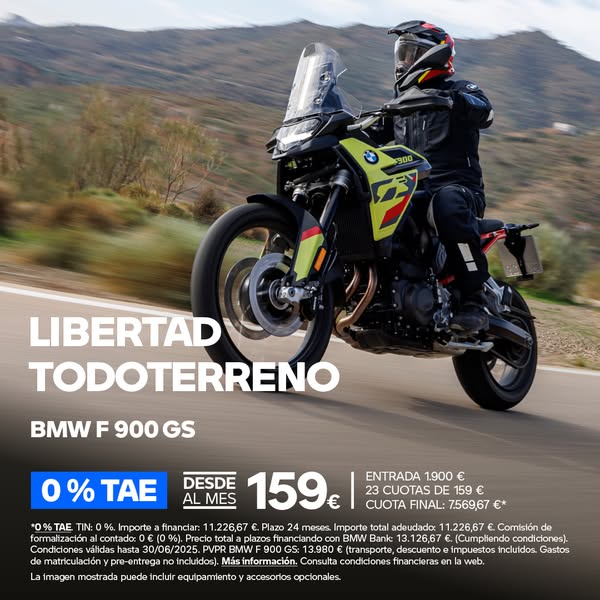 BMW
F900
GS
LIBERTAD
TODOTERRENO
BMW F 900 GS
0 % TAE
DESDE
AL MES
159€
ENTRADA 1.900 €
23 CUOTAS DE 159 €
CUOTA FINAL: 7.569,67 €*
*0 % TAE. TIN: 0 %. Importe a financiar: 11.226,67 €. Plazo 24 meses. Importe total adeudado: 11.226,67 €. Comisión de
formalización al contado: 0 € (0 %). Precio total a plazos financiando con BMW Bank: 13.126,67 €. (Cumpliendo condiciones).
Condiciones válidas hasta 30/06/2025. PVPR BMW F 900 GS: 13.980 € (transporte, descuento e impuestos incluidos. Gastos
de matriculación y pre-entrega no incluidos). Más información. Consulta condiciones financieras en la web.
La imagen mostrada puede incluir equipamiento y accesorios opcionales.